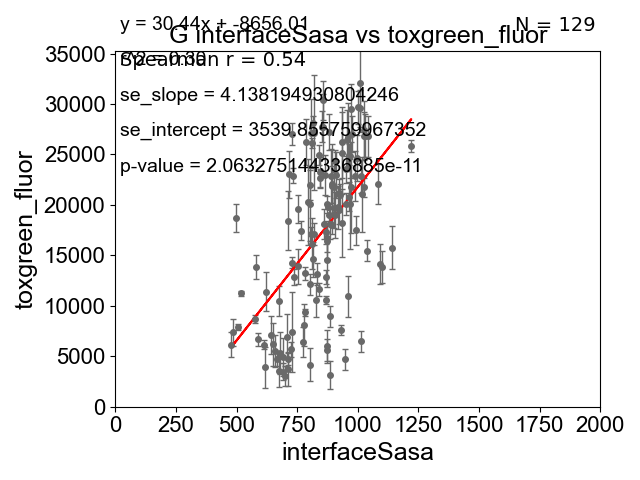 y = 30.44x + -8656.01
N = 129
G interfaceSasa vs toxgreen_fluor
Spearman r = 0.54
se_slope = 4.138194930804246
se_intercept = 3539.855759967352
p-value = 2.0632751443368​85e-11
35000
30000
25000
20000
15000
10000
5000
0
toxgreen_fluor
0 250 500 750 1000 1250 1500 1750 2000
interfaceSasa